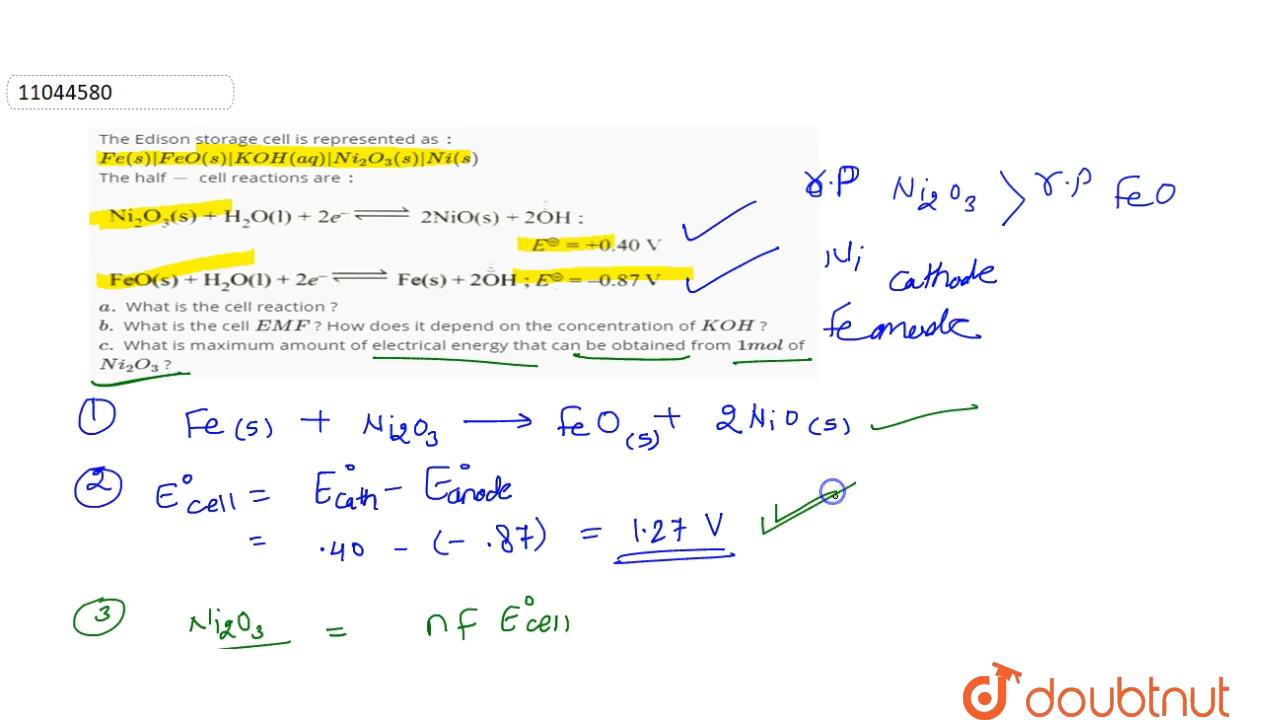 11044580
The Edison storage cell is represented as :
Fe(s)|FeO(s)|KOH(aq)|Ni₂O₃(s)|Ni(s)
The half − cell reactions are :
Ni₂O₃(s) + H₂O(l) + 2e⁻ ⇌ 2NiO(s) + 2OH :
E⊖ = +0.40 V
FeO(s) + H₂O(l) + 2e⁻ ⇌ Fe(s) + 2OH ; E⊖ = −0.87 V
a. What is the cell reaction ?
b. What is the cell EMF ? How does it depend on the concentration of KOH ?
c. What is maximum amount of electrical energy that can be obtained from 1mol of
Ni₂O₃ ?
r.P Ni₂O₃ > r.P FeO
Ni cathode
Fe anode
① Fe(s) + Ni₂O₃ ⟶ FeO(s) + 2NiO(s)
② E°cell = E°cath − E°anode
= .40 − (− .87) = 1.27 V
③ Ni₂O₃ = nF E°cell
doubtnut